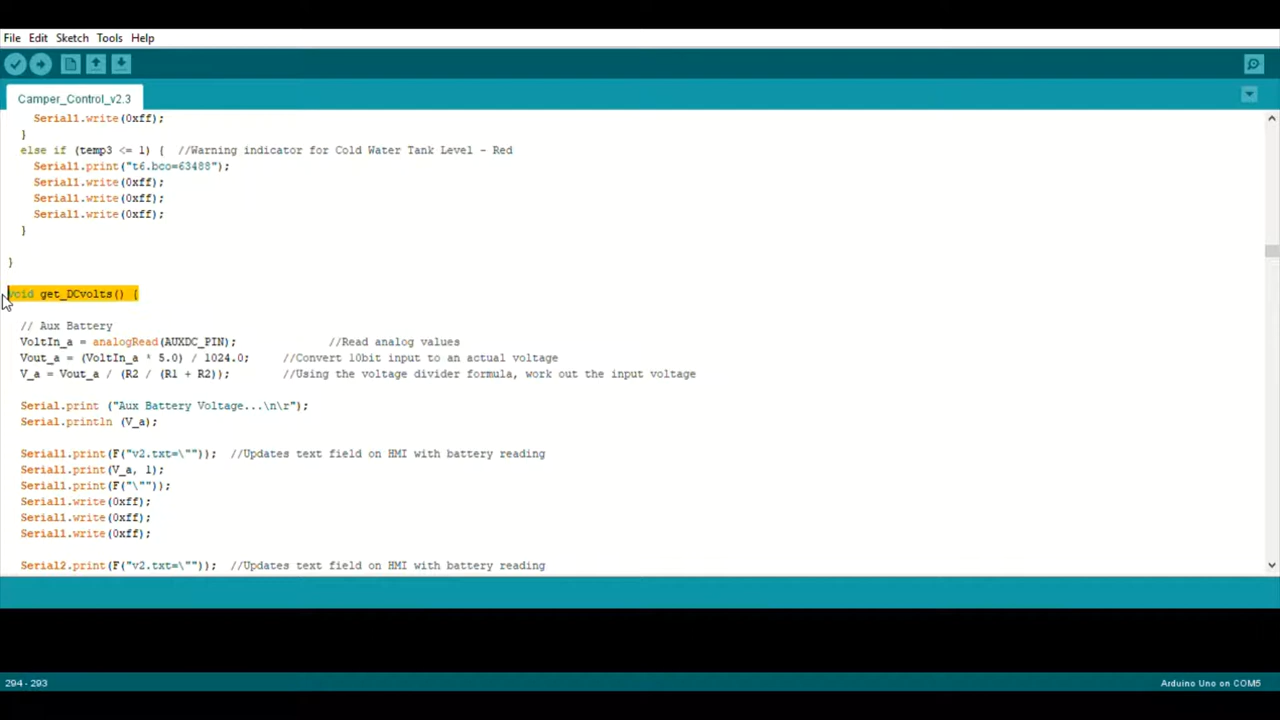 File Edit Sketch Tools Help
Camper_Control_v2.3
Serial1.write(0xff);
}
else if (temp3 <= 1) { //Warning indicator for Cold Water Tank Level - Red
Serial1.print("t6.bco=63488");
Serial1.write(0xff);
Serial1.write(0xff);
Serial1.write(0xff);
}
}
void get_DCvolts() {
// Aux Battery
VoltIn_a = analogRead(AUXDC_PIN); //Read analog values
Vout_a = (VoltIn_a * 5.0) / 1024.0; //Convert 10bit input to an actual voltage
V_a = Vout_a / (R2 / (R1 + R2)); //Using the voltage divider formula, work out the input voltage
Serial.print ("Aux Battery Voltage...\n\r");
Serial.println (V_a);
Serial1.print(F("v2.txt=\"")); //Updates text field on HMI with battery reading
Serial1.print(V_a, 1);
Serial1.print(F("\""));
Serial1.write(0xff);
Serial1.write(0xff);
Serial1.write(0xff);
Serial2.print(F("v2.txt=\"")); //Updates text field on HMI with battery reading
294 - 293 Arduino Uno on COM5